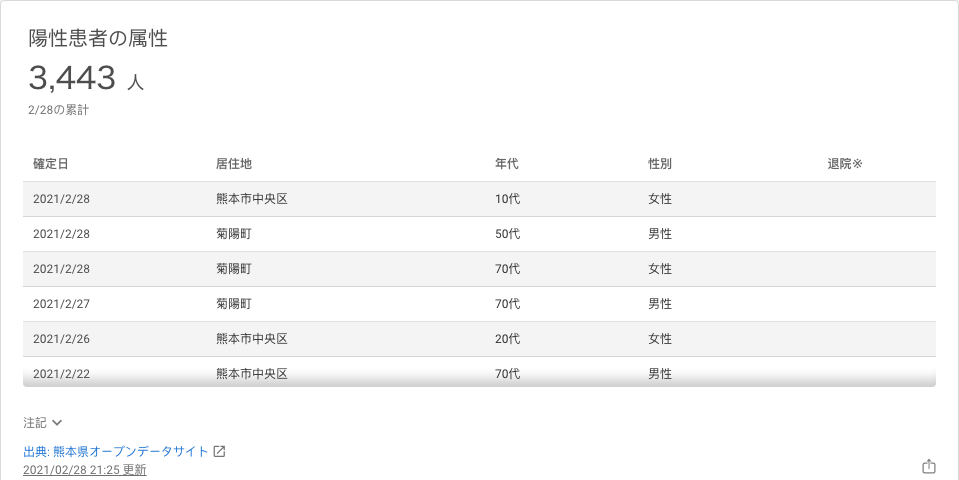 陽性患者の属性
3,443 人
2/28の累計
確定日 居住地 年代 性別 退院※
2021/2/28 熊本市中央区 10代 女性
2021/2/28 菊陽町 50代 男性
2021/2/28 菊陽町 70代 女性
2021/2/27 菊陽町 70代 男性
2021/2/26 熊本市中央区 20代 女性
2021/2/22 熊本市中央区 70代 男性
注記
出典: 熊本県オープンデータサイト
2021/02/28 21:25 更新